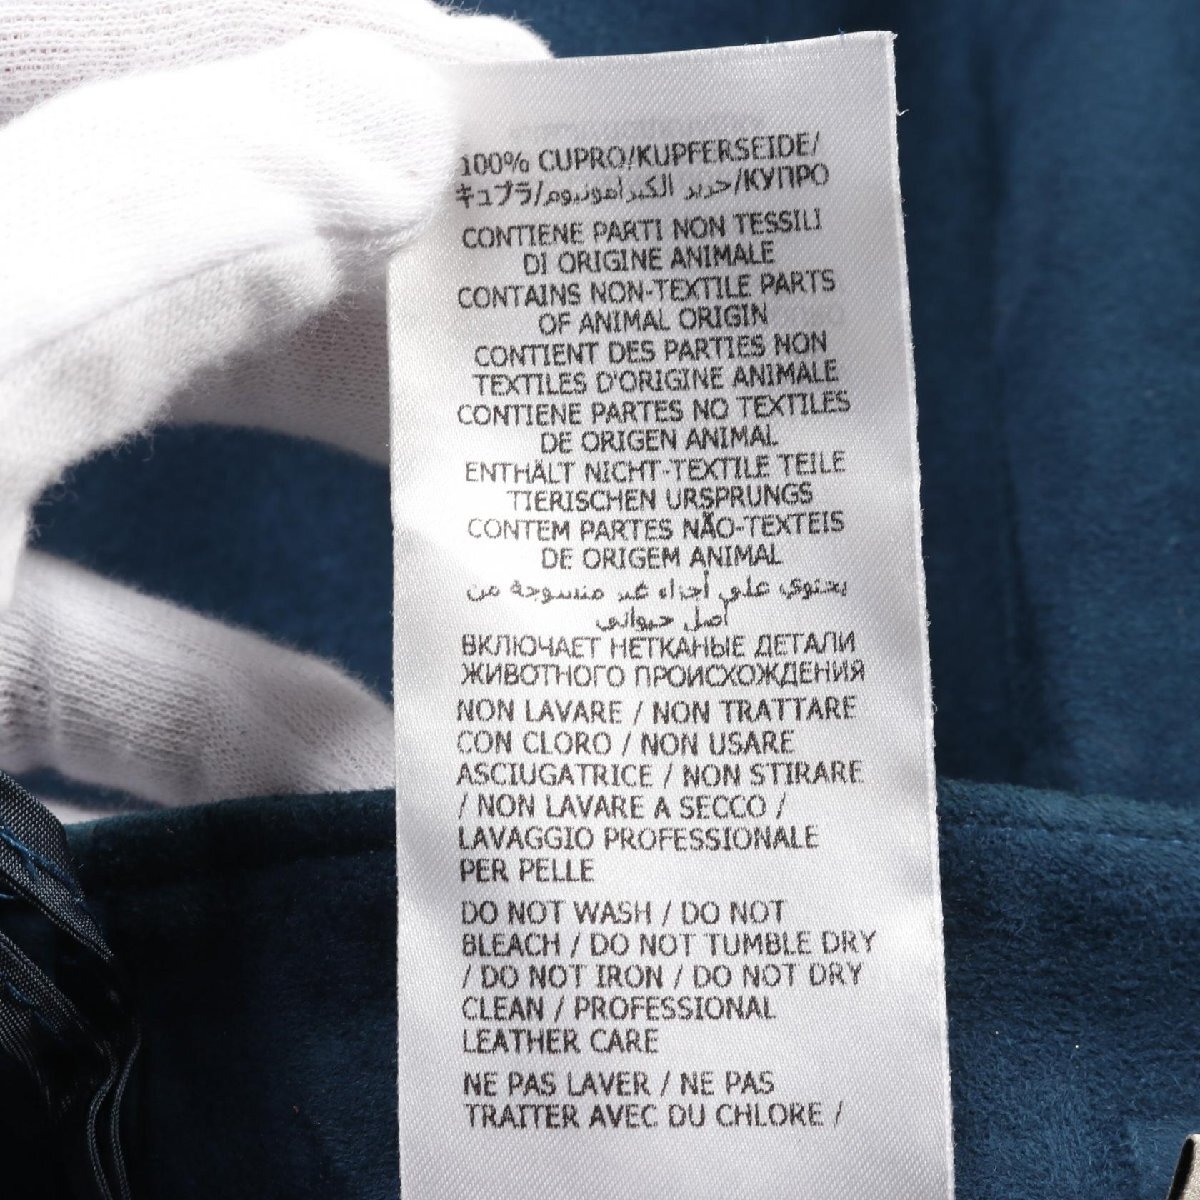 100% CUPRO/KUPFERSEIDE/
キュプラ/حرير الكبرامونيوم/КУПРО
CONTIENE PARTI NON TESSILI
DI ORIGINE ANIMALE
CONTAINS NON-TEXTILE PARTS
OF ANIMAL ORIGIN
CONTIENT DES PARTIES NON
TEXTILES D'ORIGINE ANIMALE
CONTIENE PARTES NO TEXTILES
DE ORIGEN ANIMAL
ENTHÄLT NICHT-TEXTILE TEILE
TIERISCHEN URSPRUNGS
CONTEM PARTES NÃO-TEXTEIS
DE ORIGEM ANIMAL
يحتوي على أجزاء غير منسوجة من
أصل حيواني
ВКЛЮЧАЕТ НЕТКАНЫЕ ДЕТАЛИ
ЖИВОТНОГО ПРОИСХОЖДЕНИЯ
NON LAVARE / NON TRATTARE
CON CLORO / NON USARE
ASCIUGATRICE / NON STIRARE
/ NON LAVARE A SECCO /
LAVAGGIO PROFESSIONALE
PER PELLE
DO NOT WASH / DO NOT
BLEACH / DO NOT TUMBLE DRY
/ DO NOT IRON / DO NOT DRY
CLEAN / PROFESSIONAL
LEATHER CARE
NE PAS LAVER / NE PAS
TRAITER AVEC DU CHLORE /